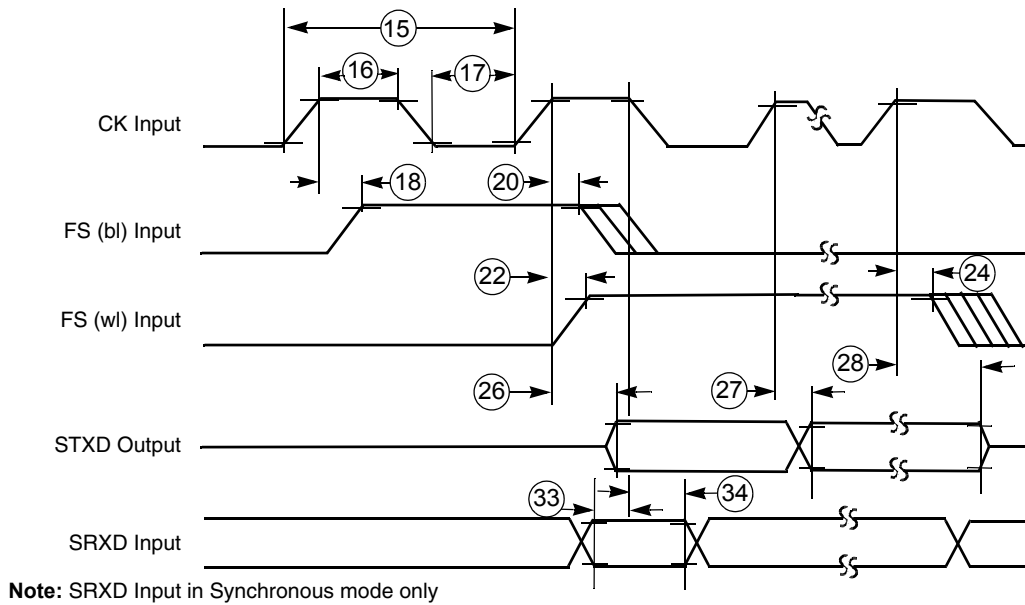 15
16
17
CK Input
18
20
FS (bl) Input
22
24
FS (wl) Input
26
27
28
STXD Output
33
34
SRXD Input
Note: SRXD Input in Synchronous mode only